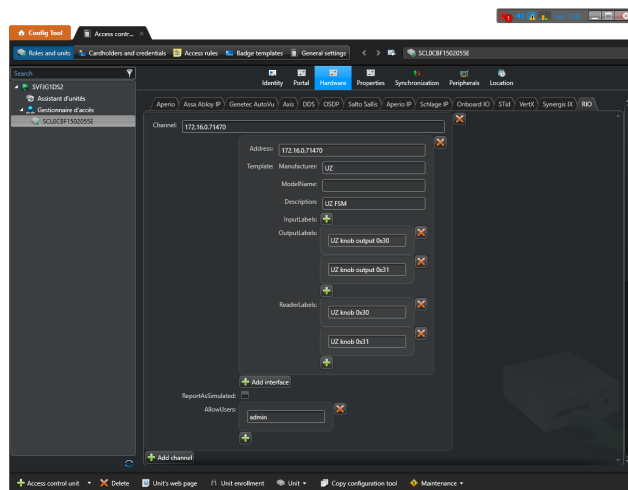 Config Tool
Access contr...
Roles and units
Cardholders and credentials
Access rules
Badge templates
General settings
SCL0CBF1502055E
Search
SVFJG1DS2
Assistant d'unités
Gestionnaire d'accès
SCL0CBF1502055E
Identity
Portal
Hardware
Properties
Synchronization
Peripherals
Location
Aperio
Assa Abloy IP
Genetec AutoVu
Axis
DDS
OSDP
Salto Sallis
Aperio IP
Schlage IP
Onboard IO
STid
VertX
Synergis IX
RIO
Channel: 172.16.0.71470
Address: 172.16.0.71470
Template: Manufacturer: UZ
ModelName:
Description: UZ FSM
InputLabels:
OutputLabels:
UZ knob output 0x30
UZ knob output 0x31
ReaderLabels:
UZ knob 0x30
UZ knob 0x31
Add interface
ReportAsSimulated:
AllowUsers:
admin
Add channel
Access control unit
Delete
Unit's web page
Unit enrollment
Unit
Copy configuration tool
Maintenance